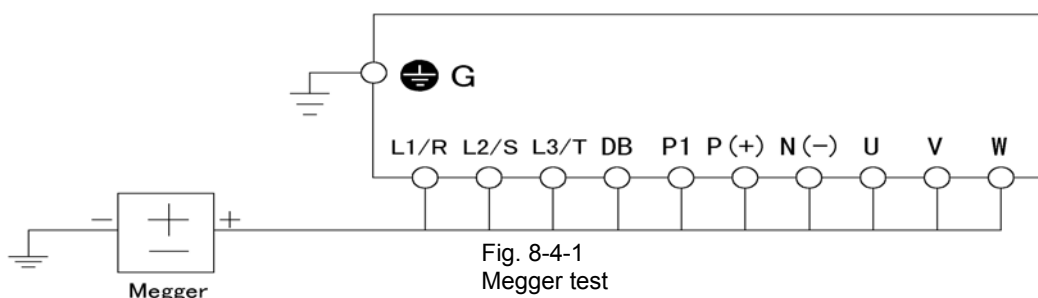 G
L1/R L2/S L3/T DB P1 P(+) N(−) U V W
− + − +
Fig. 8-4-1
Megger test
Megger